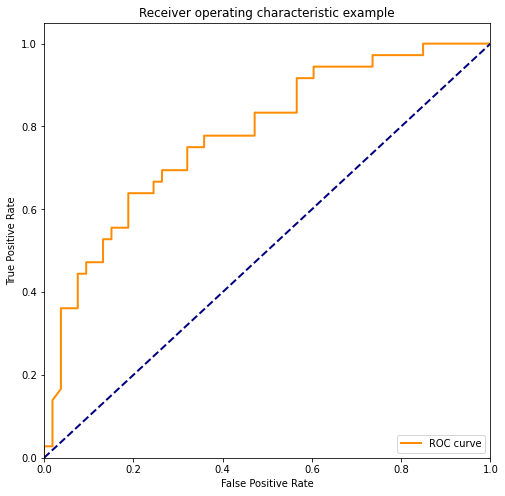 Receiver operating characteristic example
1.0
0.8
0.6
0.4
0.2
0.0
True Positive Rate
ROC curve
0.0 0.2 0.4 0.6 0.8 1.0
False Positive Rate